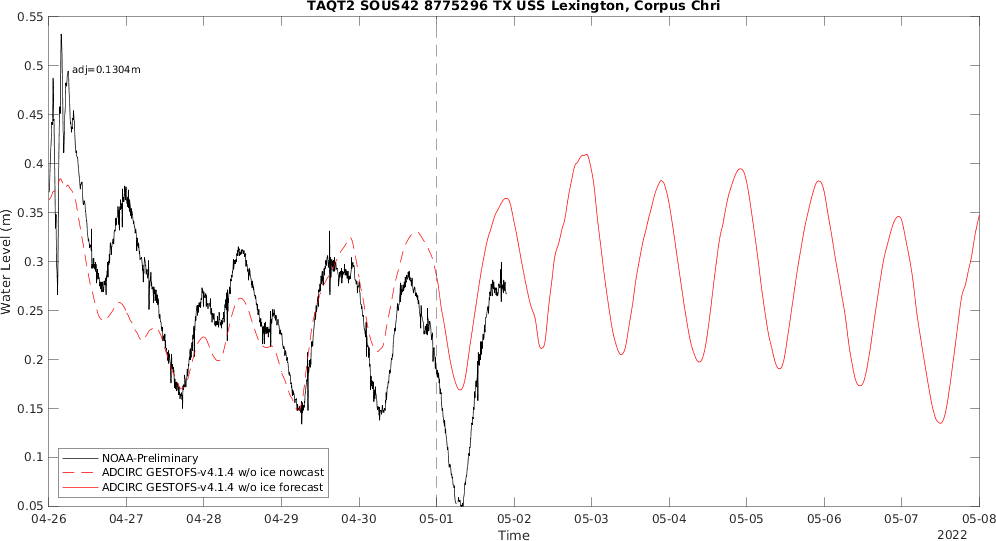 TAQT2 SOUS42 8775296 TX USS Lexington, Corpus Chri
0.55
0.5
0.45
0.4
0.35
0.3
0.25
0.2
0.15
0.1
0.05
Water Level (m)
adj=0.1304m
NOAA-Preliminary
ADCIRC GESTOFS-v4.1.4 w/o ice nowcast
ADCIRC GESTOFS-v4.1.4 w/o ice forecast
04-26 04-27 04-28 04-29 04-30 05-01 05-02 05-03 05-04 05-05 05-06 05-07 05-08
Time
2022